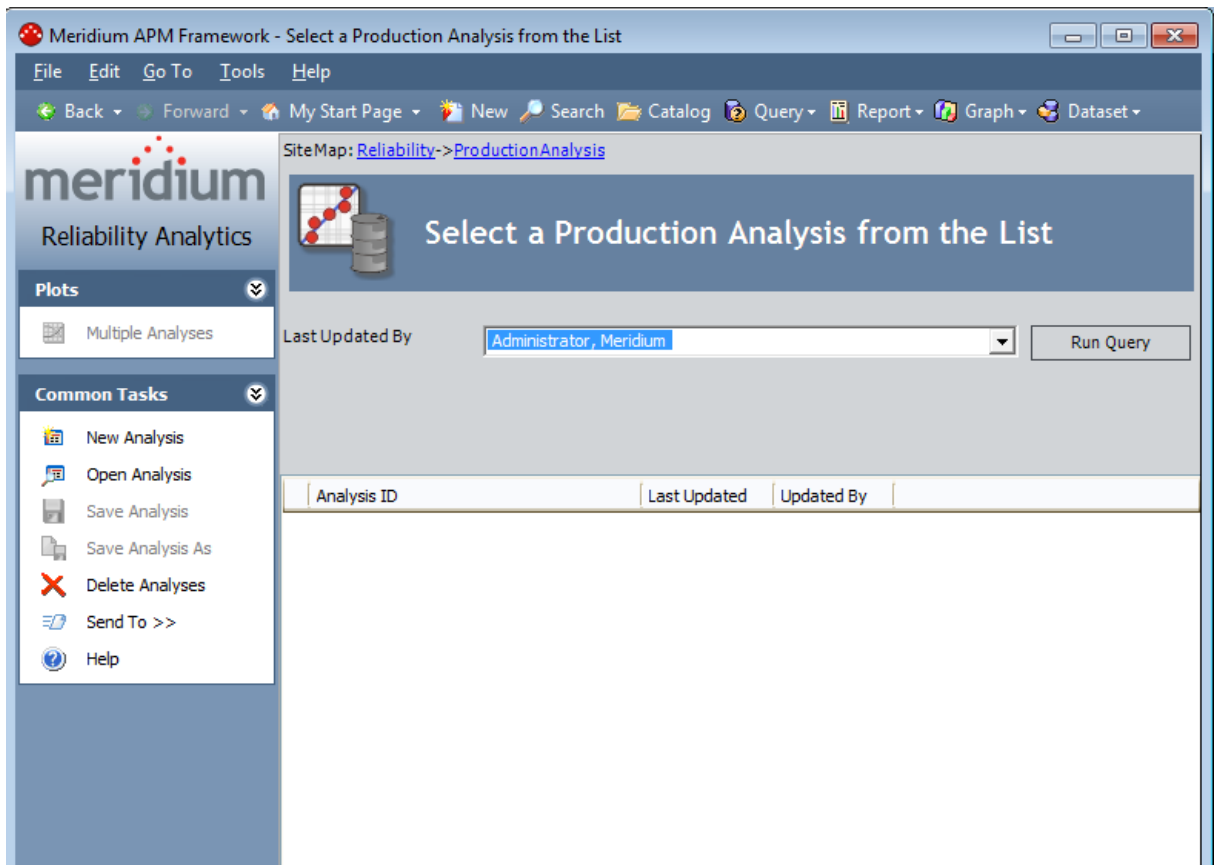 Meridium APM Framework - Select a Production Analysis from the List
File Edit Go To Tools Help
Back Forward My Start Page New Search Catalog Query Report Graph Dataset
meridium
Reliability Analytics
Plots
Multiple Analyses
Common Tasks
New Analysis
Open Analysis
Save Analysis
Save Analysis As
Delete Analyses
Send To >>
Help
Site Map: Reliability->Production Analysis
Select a Production Analysis from the List
Last Updated By Administrator, Meridium Run Query
Analysis ID Last Updated Updated By